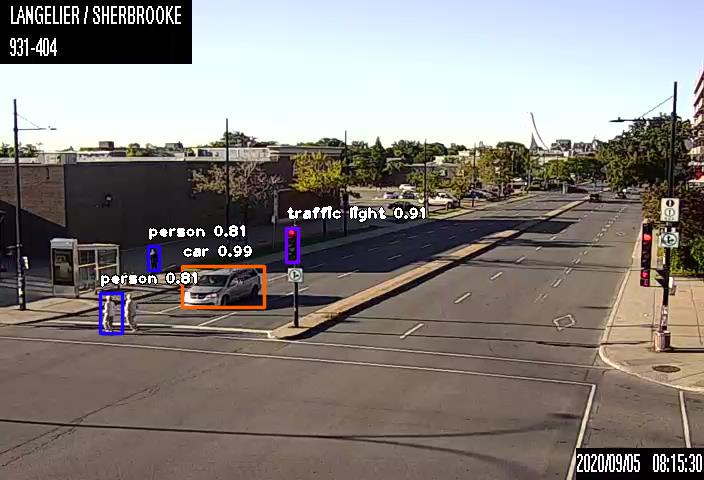 LANGELIER / SHERBROOKE
931-404
traffic light 0.91
person 0.81
car 0.99
person 0.81
2020/09/05 08:15:30